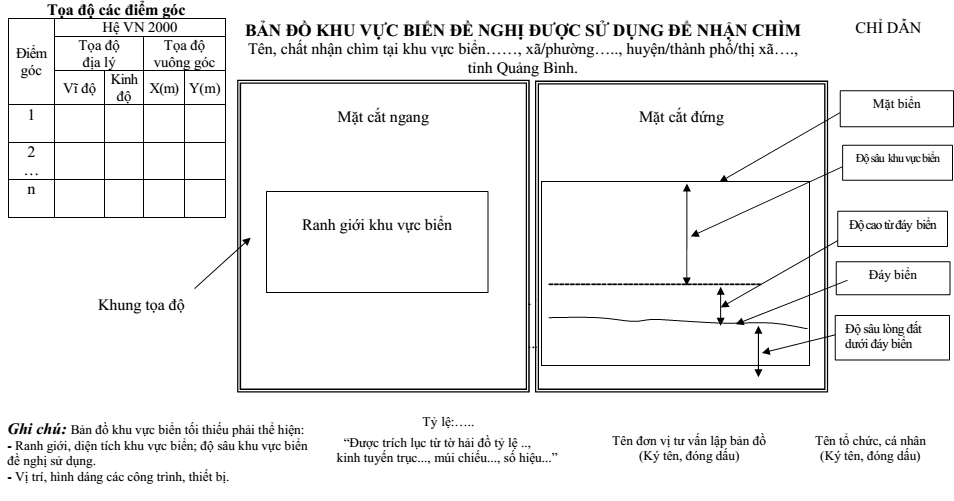 Tọa độ các điểm góc
Điểm góc
Hệ VN 2000
Tọa độ địa lý
Tọa độ vuông góc
Vĩ độ
Kinh độ
X(m)
Y(m)
1
2
…
n
BẢN ĐỒ KHU VỰC BIỂN ĐỀ NGHỊ ĐƯỢC SỬ DỤNG ĐỂ NHẬN CHÌM
Tên, chất nhận chìm tại khu vực biển……, xã/phường….., huyện/thành phố/thị xã….,
tỉnh Quảng Bình.
CHỈ DẪN
Mặt cắt ngang
Ranh giới khu vực biển
Khung tọa độ
Mặt cắt đứng
Mặt biển
Độ sâu khu vực biển
Độ cao từ đáy biển
Đáy biển
Độ sâu lòng đất
dưới đáy biển
Ghi chú: Bản đồ khu vực biển tối thiểu phải thể hiện:
- Ranh giới, diện tích khu vực biển; độ sâu khu vực biển
đề nghị sử dụng.
- Vị trí, hình dáng các công trình, thiết bị.
Tỷ lệ:…..
“Được trích lục từ tờ hải đồ tỷ lệ ..,
kinh tuyến trục..., múi chiếu..., số hiệu...”
Tên đơn vị tư vấn lập bản đồ
(Ký tên, đóng dấu)
Tên tổ chức, cá nhân
(Ký tên, đóng dấu)